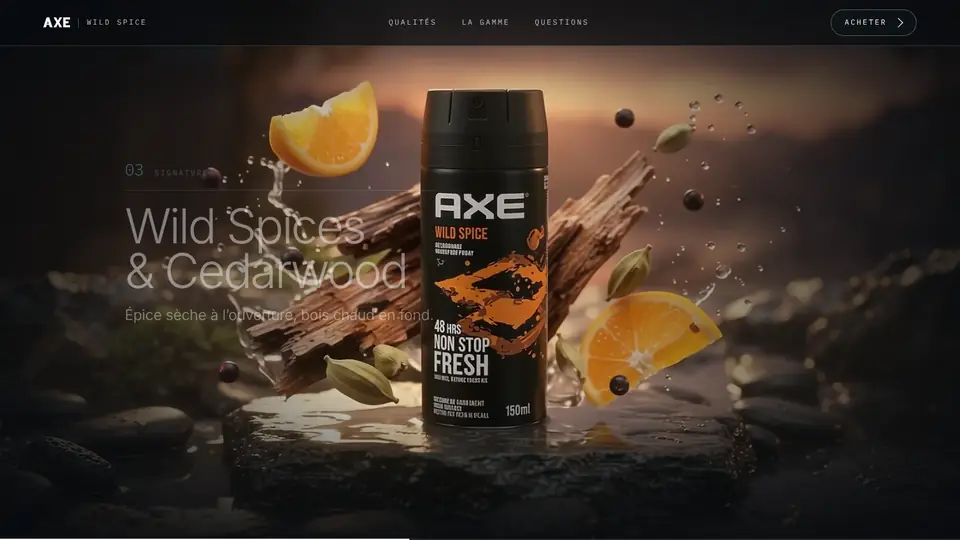 AXE | WILD SPICE
QUALITÉS
LA GAMME
QUESTIONS
ACHETER
03 SIGNATURE
Wild Spices
& Cedarwood
Épice sèche à l'ouverture, bois chaud en fond.
AXE
WILD SPICE
48 HRS
NON STOP
FRESH
150ml